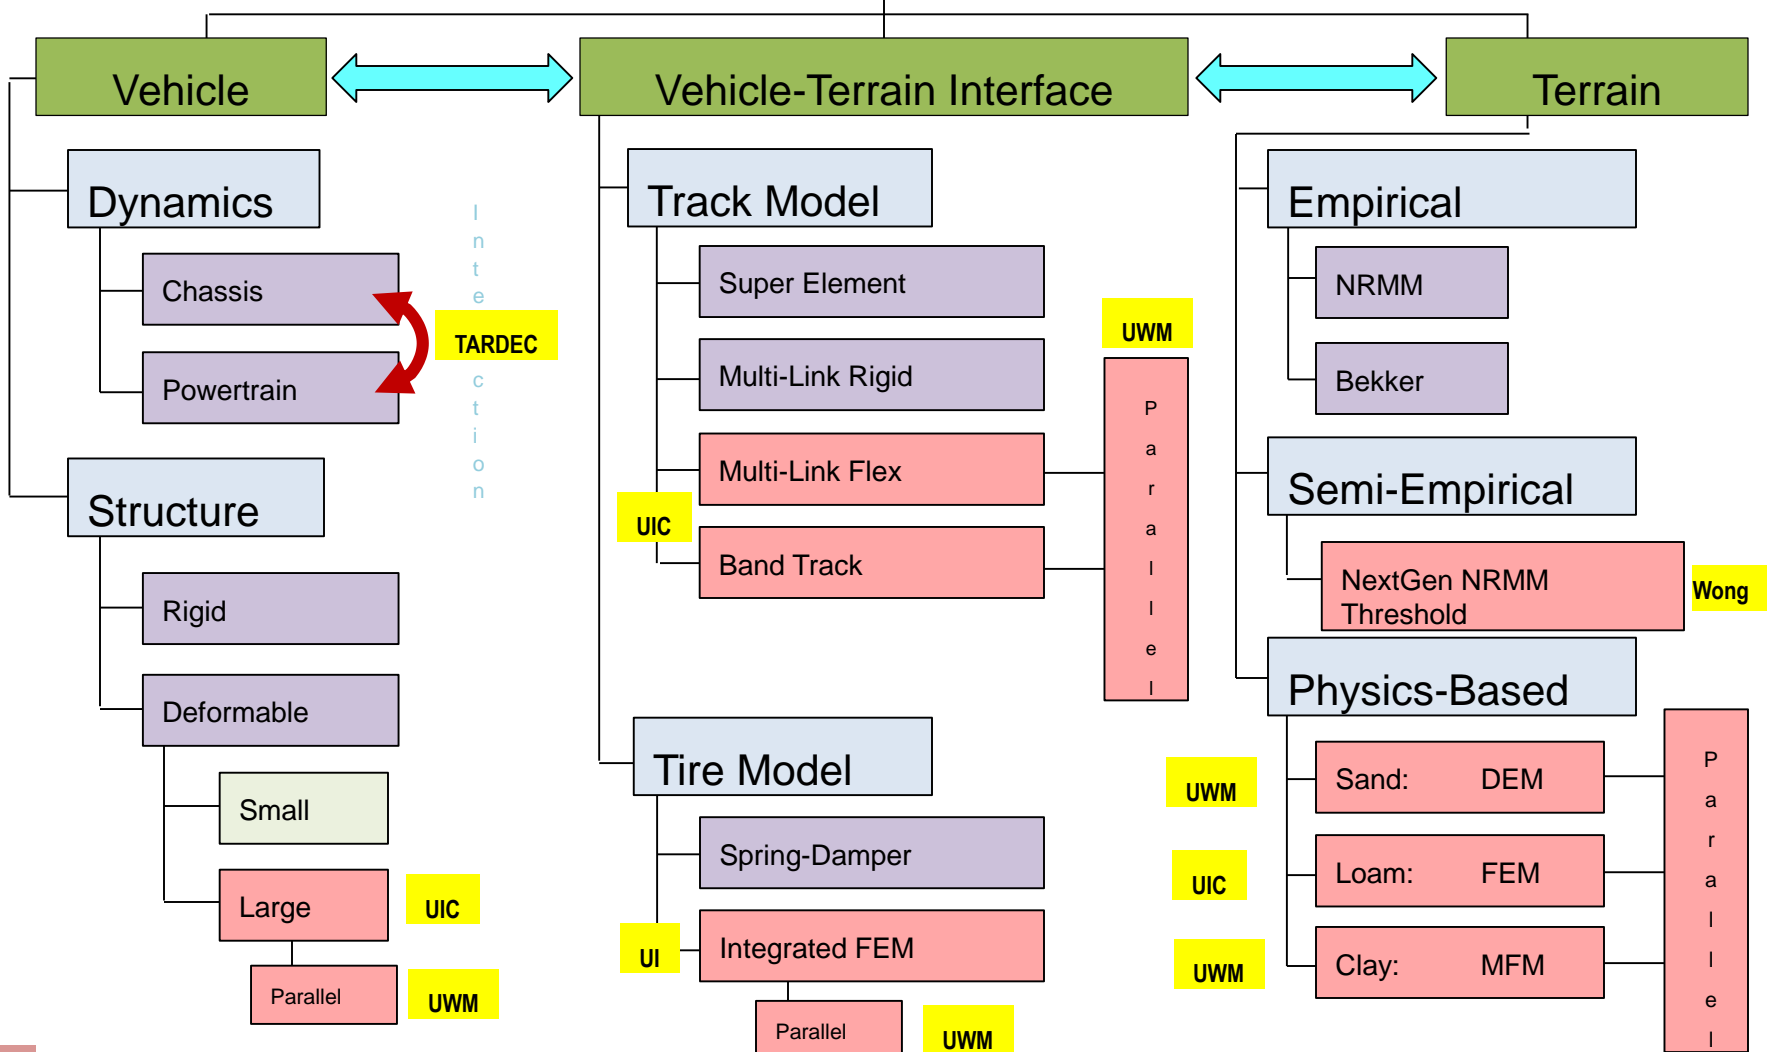 Vehicle
Vehicle-Terrain Interface
Terrain
Dynamics
Chassis
Powertrain
TARDEC
Inte
ction
Structure
Rigid
Deformable
Small
Large
UIC
Parallel
UWM
Track Model
Super Element
Multi-Link Rigid
Multi-Link Flex
UIC
Band Track
UWM
Parallel
Tire Model
Spring-Damper
UI
Integrated FEM
Parallel
UWM
Empirical
NRMM
Bekker
Semi-Empirical
NextGen NRMM
Threshold
Wong
Physics-Based
UWM
Sand: DEM
UIC
Loam: FEM
UWM
Clay: MFM
Parallel